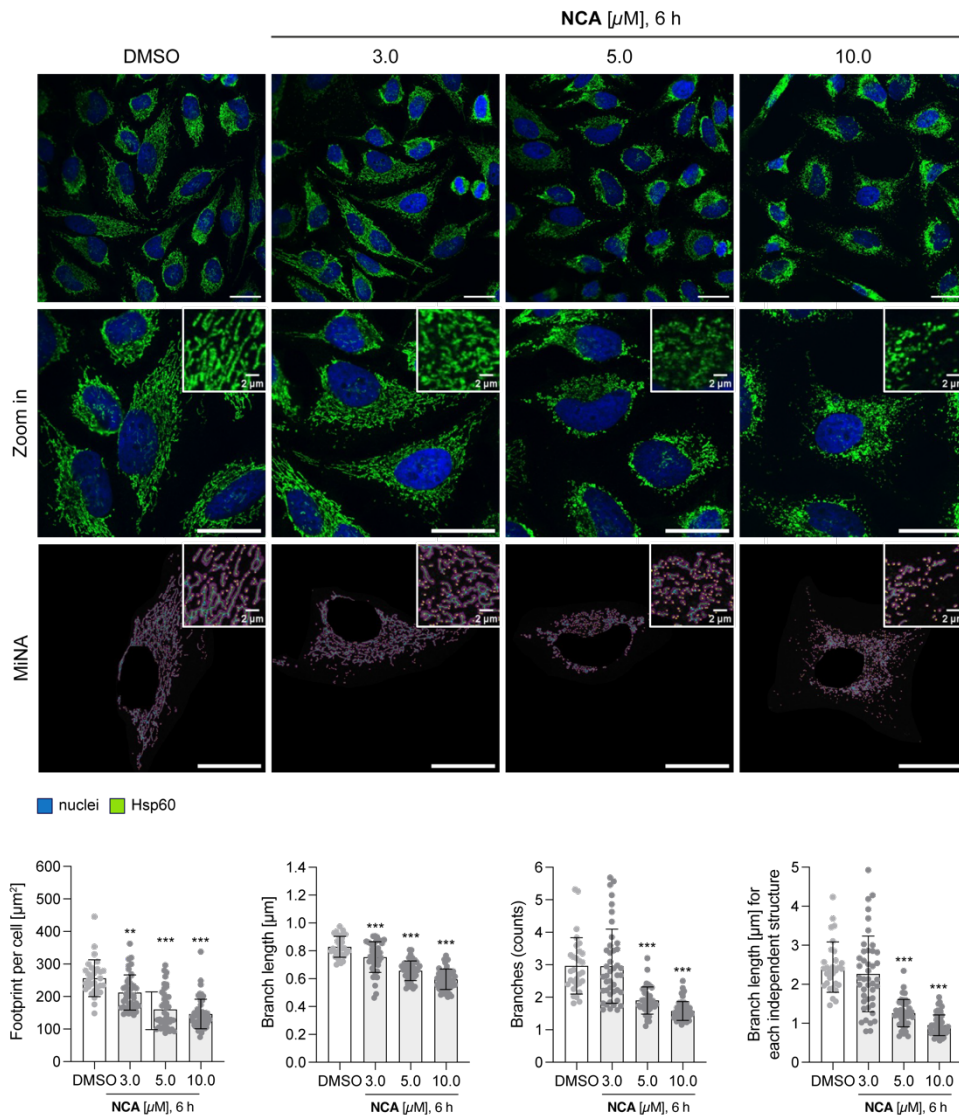 NCA [µM], 6 h
DMSO 3.0 5.0 10.0
Zoom in
2 µm 2 µm 2 µm 2 µm
MiNA
2 µm 2 µm 2 µm 2 µm
nuclei Hsp60
Footprint per cell [µm²]
600
500
400
300
200
100
0
** *** ***
DMSO 3.0 5.0 10.0
NCA [µM], 6 h
Branch length [µm]
1.4
1.2
1.0
0.8
0.6
0.4
0.2
0.0
*** *** ***
DMSO 3.0 5.0 10.0
NCA [µM], 6 h
Branches (counts)
6
5
4
3
2
1
0
*** ***
DMSO 3.0 5.0 10.0
NCA [µM], 6 h
Branch length [µm] for
each independent structure
5
4
3
2
1
0
*** ***
DMSO 3.0 5.0 10.0
NCA [µM], 6 h